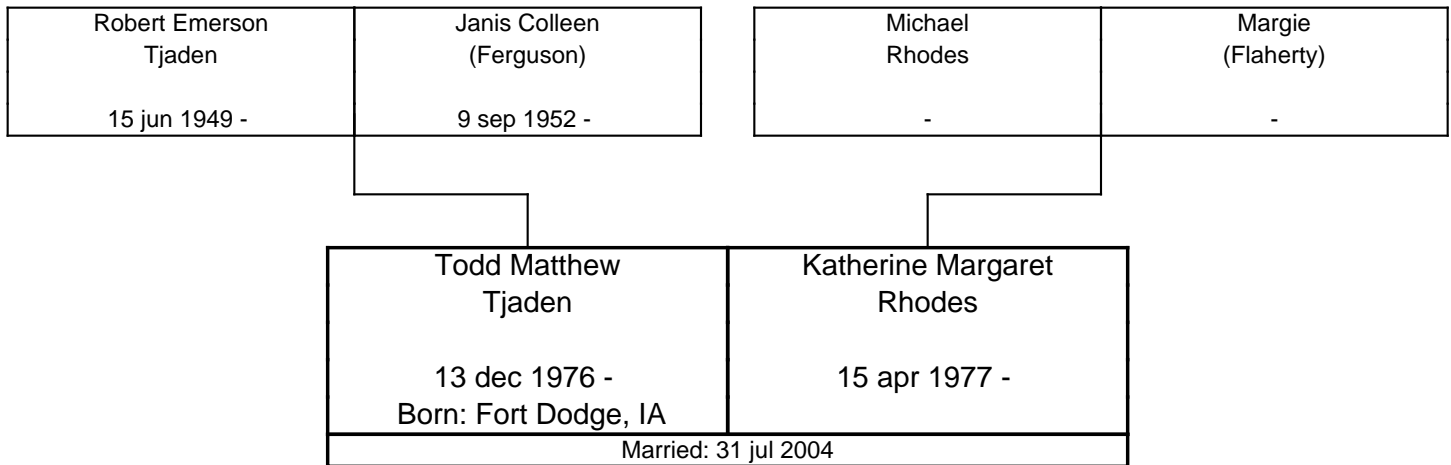 Robert Emerson
Tjaden
15 jun 1949 -
Janis Colleen
(Ferguson)
9 sep 1952 -
Michael
Rhodes
-
Margie
(Flaherty)
-
Todd Matthew
Tjaden
13 dec 1976 -
Born: Fort Dodge, IA
Katherine Margaret
Rhodes
15 apr 1977 -
Married: 31 jul 2004